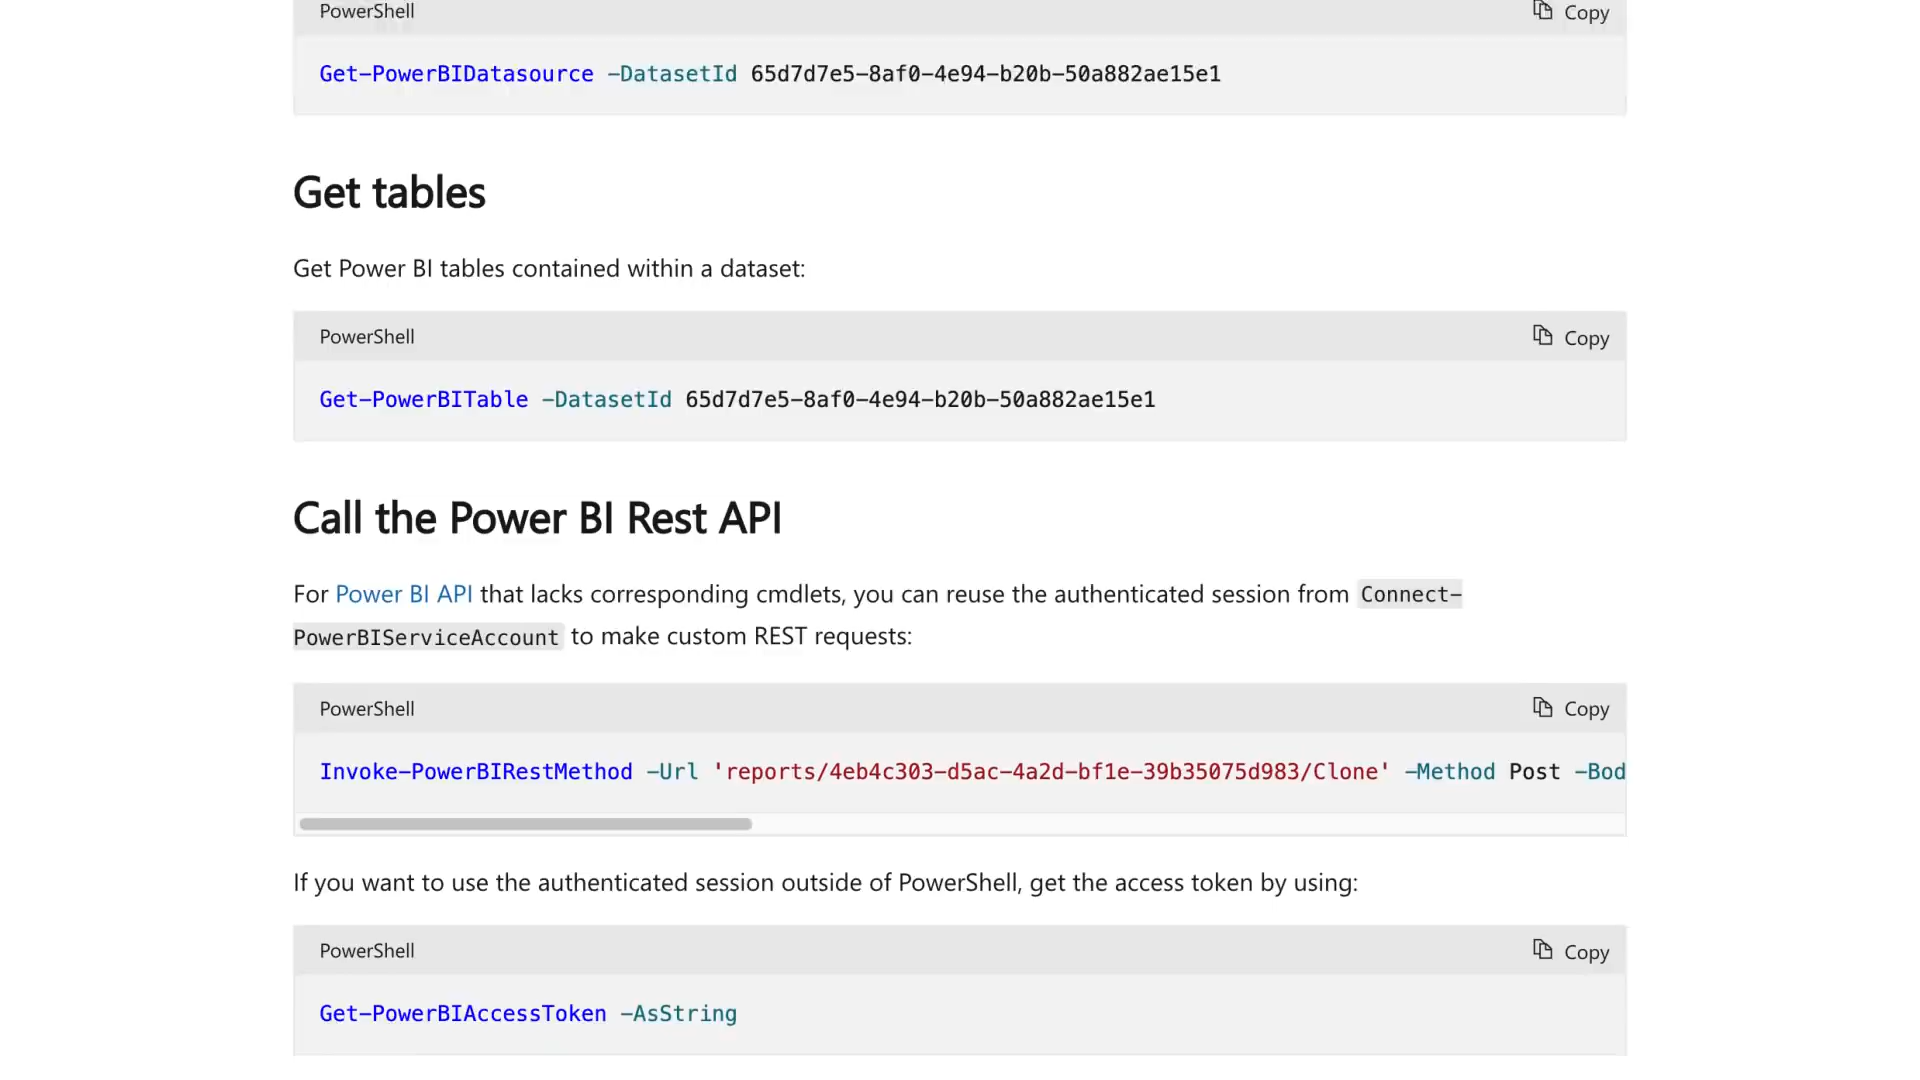 PowerShell
Copy
Get-PowerBIDatasource -DatasetId 65d7d7e5-8af0-4e94-b20b-50a882ae15e1
Get tables
Get Power BI tables contained within a dataset:
PowerShell
Copy
Get-PowerBITable -DatasetId 65d7d7e5-8af0-4e94-b20b-50a882ae15e1
Call the Power BI Rest API
For Power BI API that lacks corresponding cmdlets, you can reuse the authenticated session from Connect-
PowerBIServiceAccount to make custom REST requests:
PowerShell
Copy
Invoke-PowerBIRestMethod -Url 'reports/4eb4c303-d5ac-4a2d-bf1e-39b35075d983/Clone' -Method Post -Bod
If you want to use the authenticated session outside of PowerShell, get the access token by using:
PowerShell
Copy
Get-PowerBIAccessToken -AsString